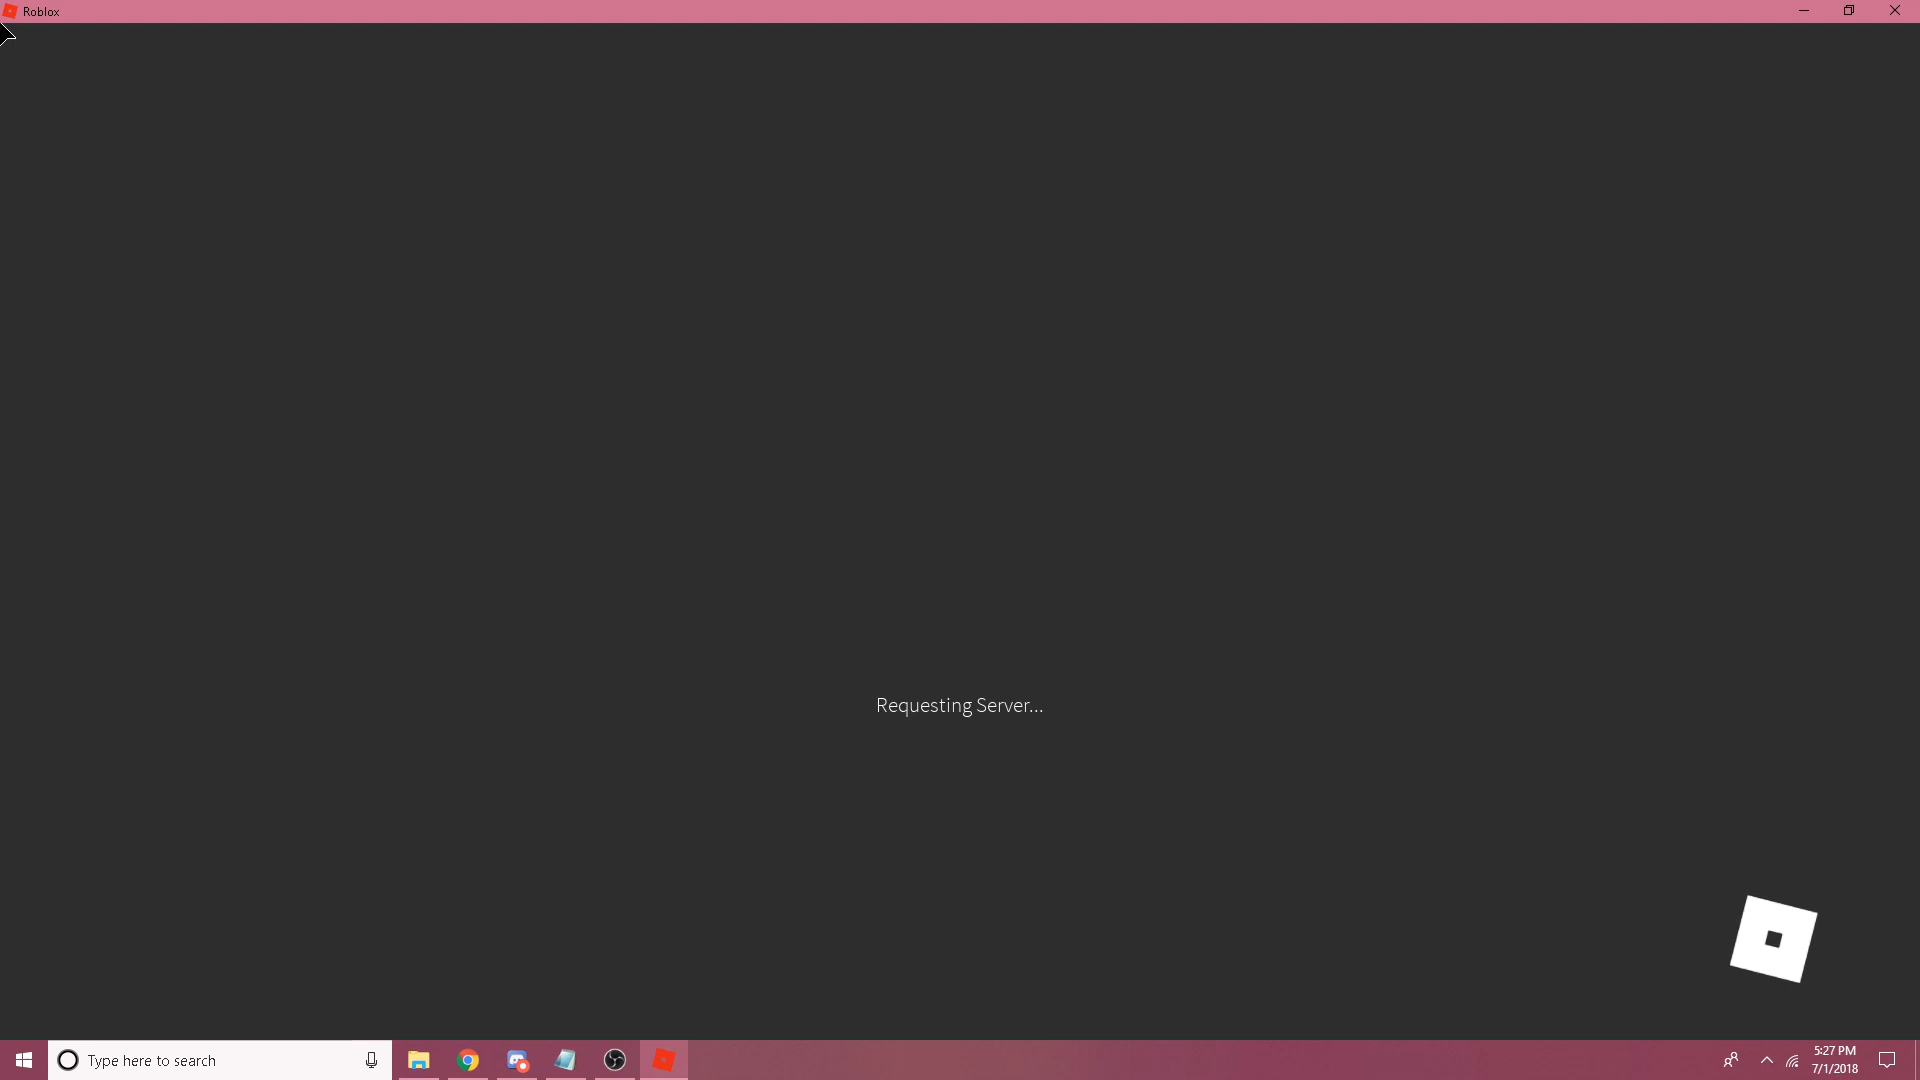 Roblox
Requesting Server...
Type here to search
5:27 PM
7/1/2018